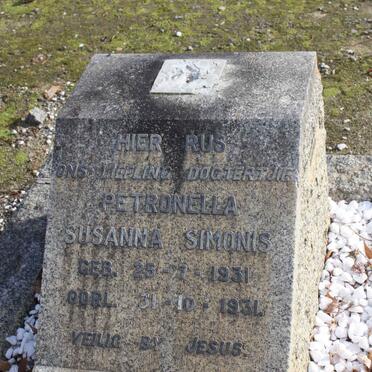 HIER RUS
ONS LIEFLING DOGTERTJIE
PETRONELLA
SUSANNA SIMONIS
GEB. 25-7-1931
OORL. 31-10-1931.
VEILIG BY JESUS.